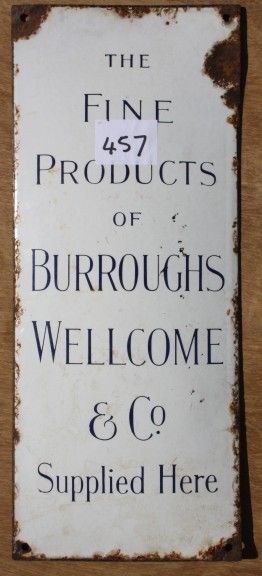 THE
FINE
457
PRODUCTS
OF
BURROUGHS
WELLCOME
& Co
Supplied Here